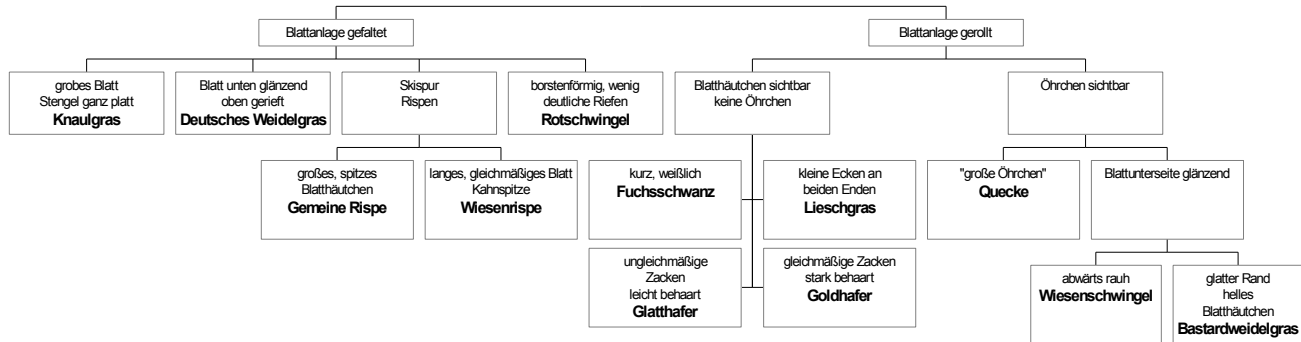 Blattanlage gefaltet
Blattanlage gerollt
grobes Blatt
Stengel ganz platt
Knaulgras
Blatt unten glänzend
oben gerieft
Deutsches Weidelgras
Skispur
Rispen
borstenförmig, wenig
deutliche Riefen
Rotschwingel
Blatthäutchen sichtbar
keine Öhrchen
Öhrchen sichtbar
großes, spitzes
Blatthäutchen
Gemeine Rispe
langes, gleichmäßiges Blatt
Kahnspitze
Wiesenrispe
kurz, weißlich
Fuchsschwanz
kleine Ecken an
beiden Enden
Lieschgras
"große Öhrchen"
Quecke
Blattunterseite glänzend
ungleichmäßige
Zacken
leicht behaart
Glatthafer
gleichmäßige Zacken
stark behaart
Goldhafer
abwärts rauh
Wiesenschwingel
glatter Rand
helles
Blatthäutchen
Bastardweidelgras